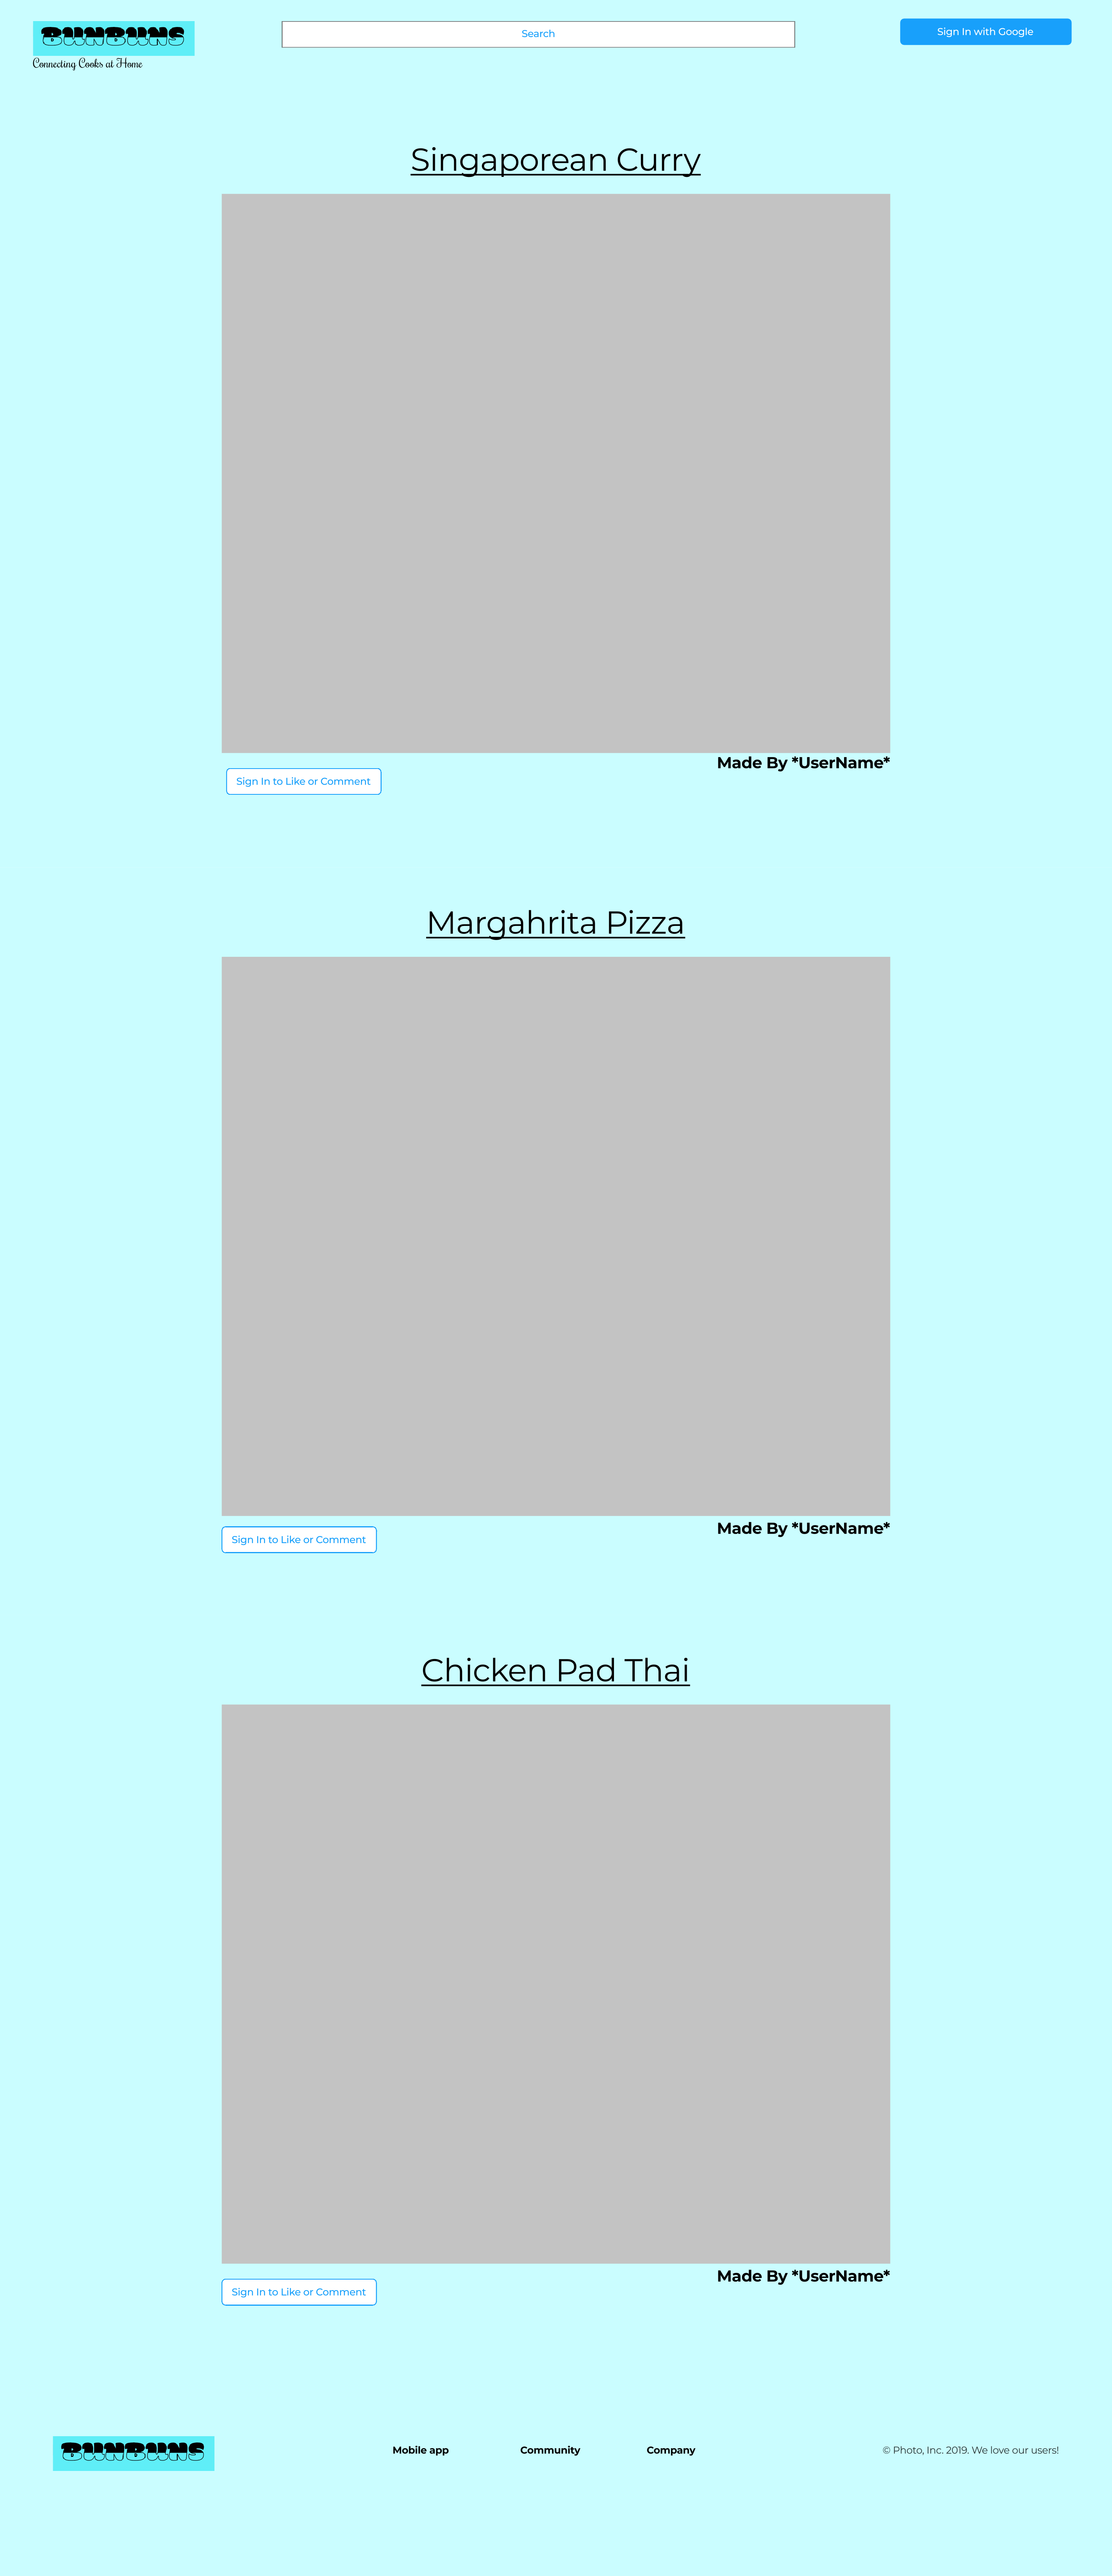 BUNBUNS
Search
Sign In with Google
Connecting Cooks at Home
Singaporean Curry
Made By *UserName*
Sign In to Like or Comment
Margahrita Pizza
Made By *UserName*
Sign In to Like or Comment
Chicken Pad Thai
Made By *UserName*
Sign In to Like or Comment
BUNBUNS
Mobile app
Community
Company
© Photo, Inc. 2019. We love our users!